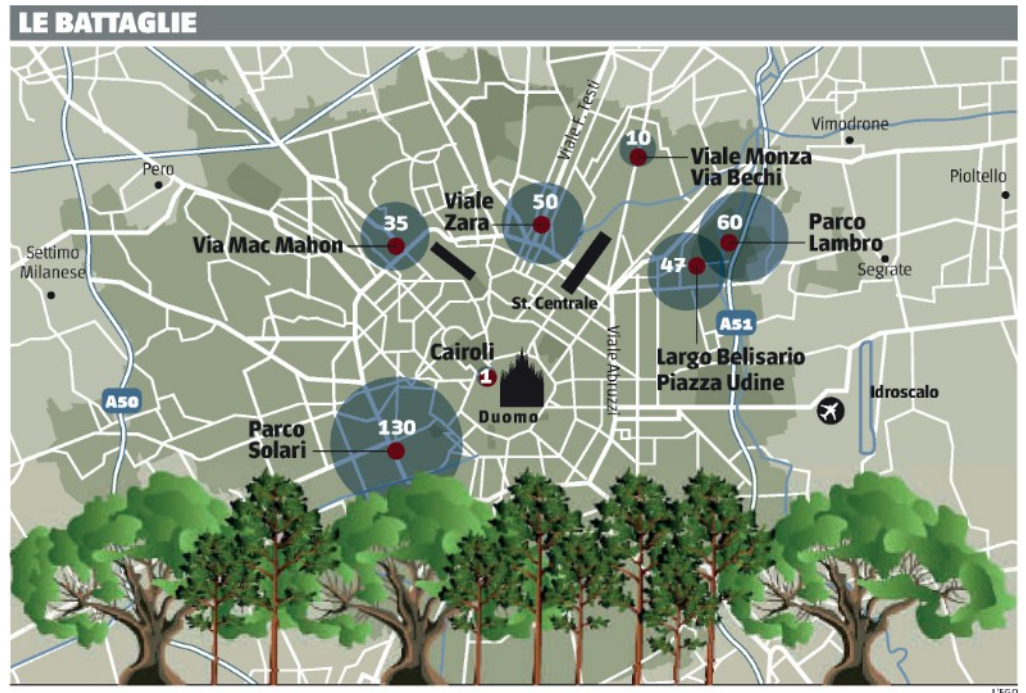 LE BATTAGLIE
Viale F. Testi
10
Vimodrone
Viale Monza
Via Bechi
Pero
Pioltello
Viale
Zara
50
35
60
Parco
Lambro
Via Mac Mahon
Settimo
Milanese
47
Segrate
St. Centrale
A51
Viale Abruzzi
Cairoli
1
Largo Belisario
Piazza Udine
A50
Duomo
Idroscalo
Parco
Solari
130
L'EGO